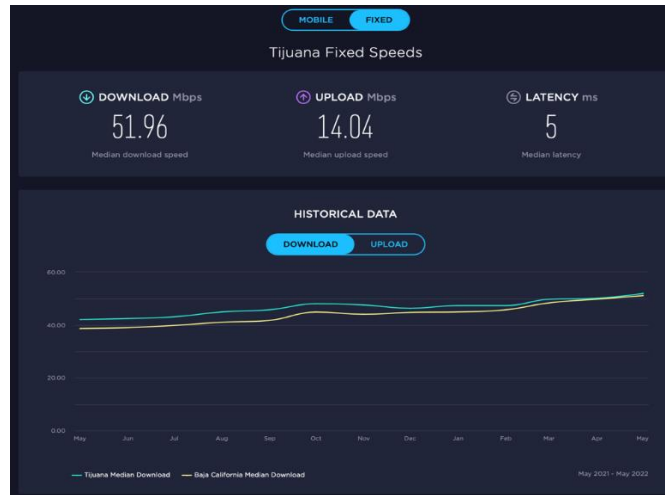 MOBILE FIXED
Tijuana Fixed Speeds
DOWNLOAD Mbps UPLOAD Mbps LATENCY ms
51.96 14.04 5
Median download speed Median upload speed Median latency
HISTORICAL DATA
DOWNLOAD UPLOAD
60.00
40.00
20.00
0.00
May Jun Jul Aug Sep Oct Nov Dec Jan Feb Mar Apr May
Tijuana Median Download Baja California Median Download May 2021 - May 2022